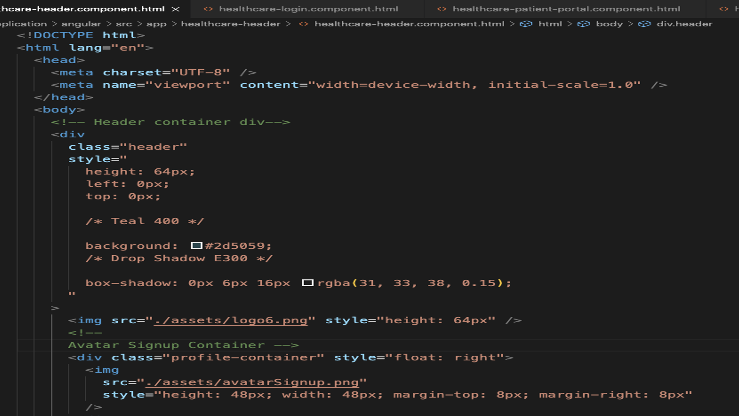 thcare-header.component.html × <> healthcare-login.component.html <> healthcare-patient-portal.component.html <> h
plication > angular > src > app > healthcare-header > <> healthcare-header.component.html > html > body > div.header
<!DOCTYPE html>
<html lang="en">
<head>
<meta charset="UTF-8" />
<meta name="viewport" content="width=device-width, initial-scale=1.0" />
</head>
<body>
<!-- Header container div-->
<div
class="header"
style="
height: 64px;
left: 0px;
top: 0px;
/* Teal 400 */
background: #2d5059;
/* Drop Shadow E300 */
box-shadow: 0px 6px 16px rgba(31, 33, 38, 0.15);
"
>
<img src="./assets/logo6.png" style="height: 64px" />
<!--
Avatar Signup Container -->
<div class="profile-container" style="float: right">
<img
src="./assets/avatarSignup.png"
style="height: 48px; width: 48px; margin-top: 8px; margin-right: 8px"
/>